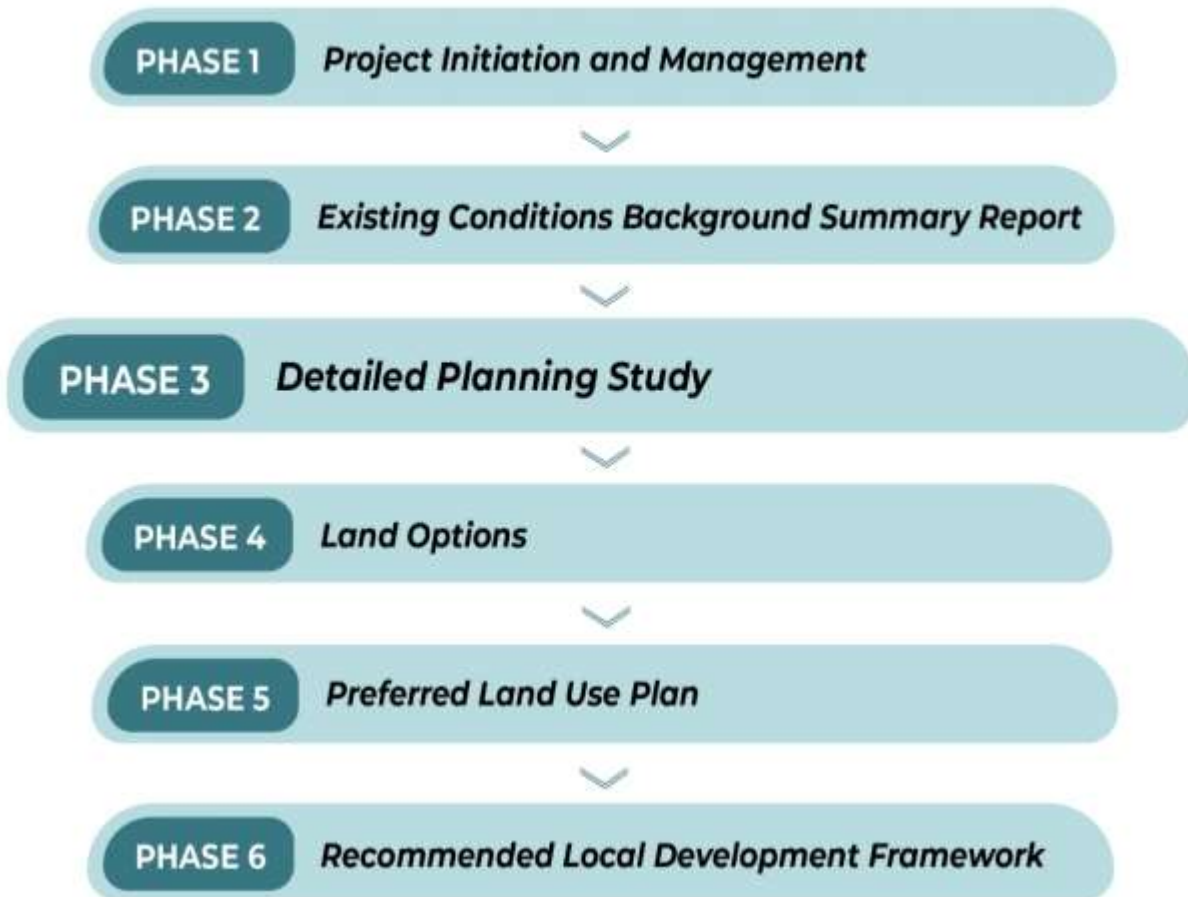 PHASE 1 Project Initiation and Management
PHASE 2 Existing Conditions Background Summary Report
PHASE 3 Detailed Planning Study
PHASE 4 Land Options
PHASE 5 Preferred Land Use Plan
PHASE 6 Recommended Local Development Framework